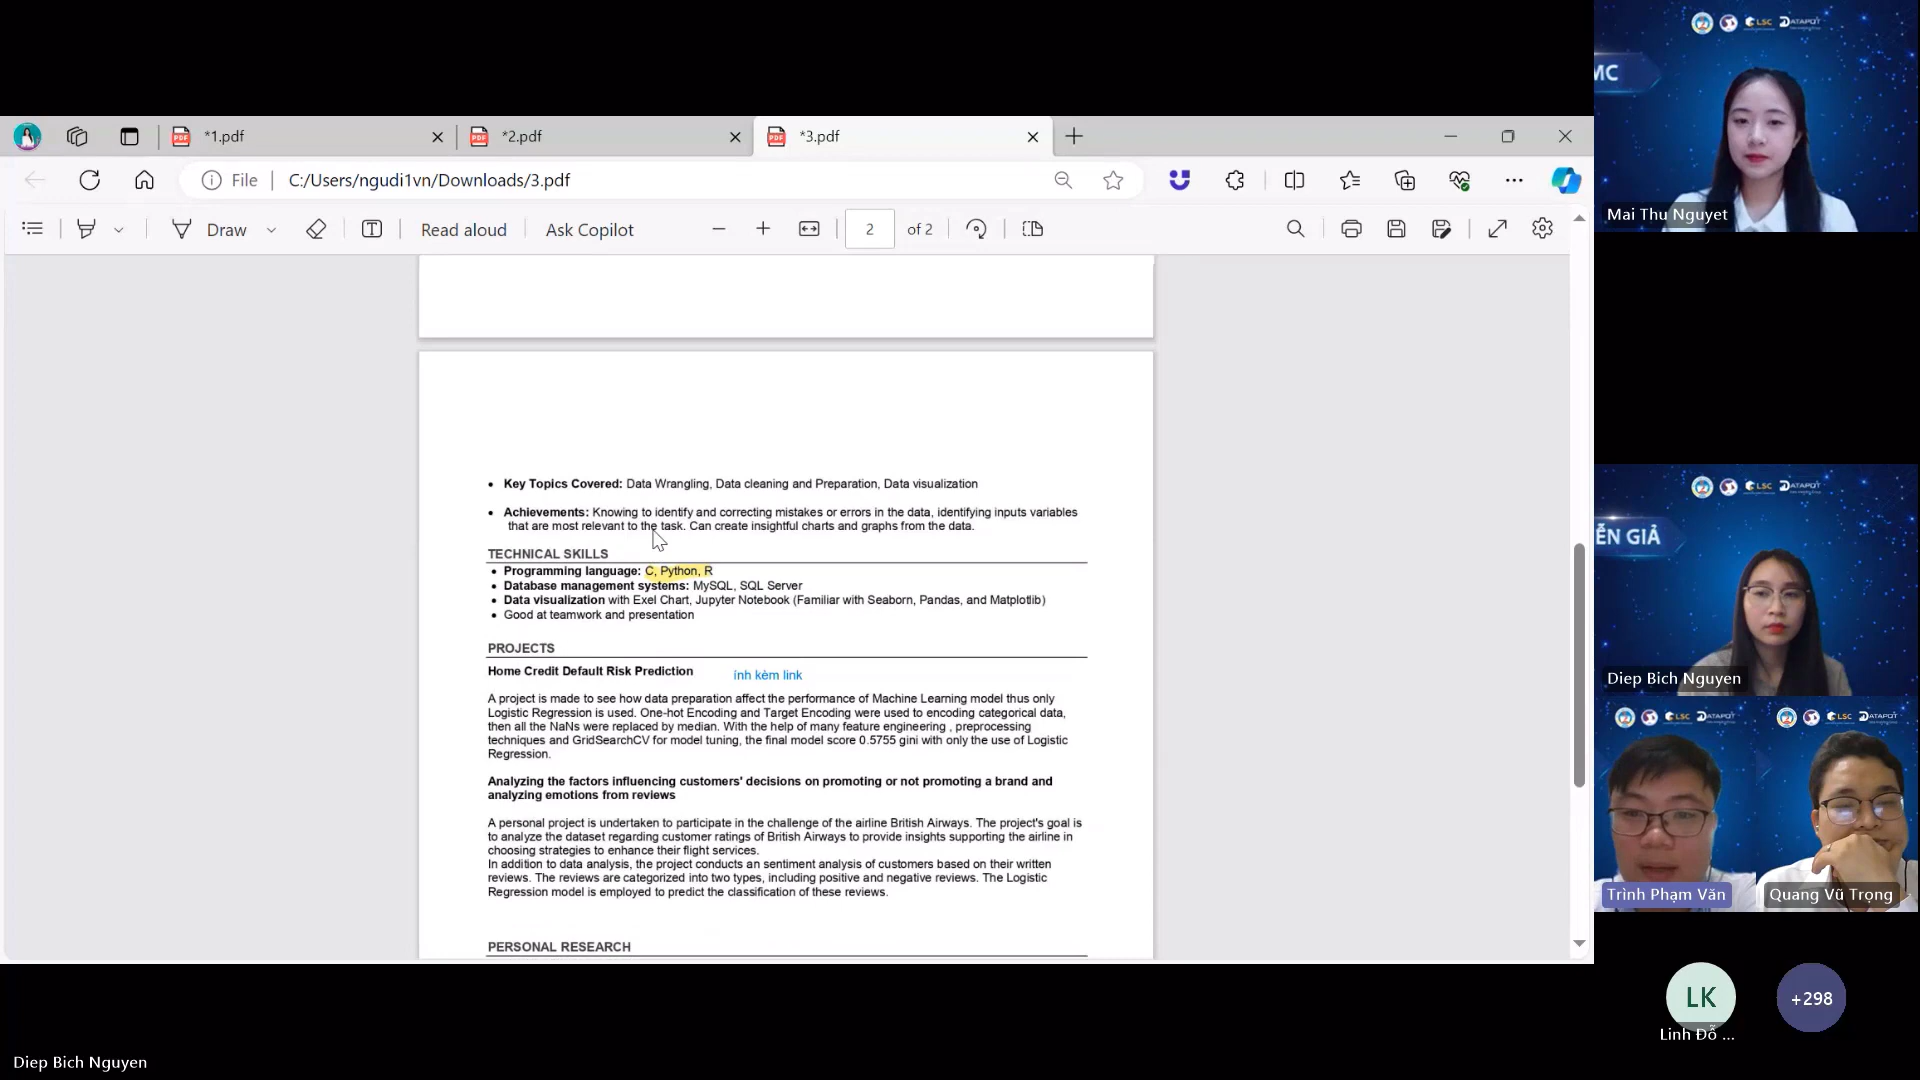 *1.pdf
*2.pdf
*3.pdf
File
C:/Users/ngudi1vn/Downloads/3.pdf
Draw
Read aloud
Ask Copilot
2
of 2
• Key Topics Covered: Data Wrangling, Data cleaning and Preparation, Data visualization
• Achievements: Knowing to identify and correcting mistakes or errors in the data, identifying inputs variables
that are most relevant to the task. Can create insightful charts and graphs from the data.
TECHNICAL SKILLS
• Programming language: C, Python, R
• Database management systems: MySQL, SQL Server
• Data visualization with Exel Chart, Jupyter Notebook (Familiar with Seaborn, Pandas, and Matplotlib)
• Good at teamwork and presentation
PROJECTS
Home Credit Default Risk Prediction
ính kèm link
A project is made to see how data preparation affect the performance of Machine Learning model thus only
Logistic Regression is used. One-hot Encoding and Target Encoding were used to encoding categorical data,
then all the NaNs were replaced by median. With the help of many feature engineering , preprocessing
techniques and GridSearchCV for model tuning, the final model score 0.5755 gini with only the use of Logistic
Regression.
Analyzing the factors influencing customers' decisions on promoting or not promoting a brand and
analyzing emotions from reviews
A personal project is undertaken to participate in the challenge of the airline British Airways. The project's goal is
to analyze the dataset regarding customer ratings of British Airways to provide insights supporting the airline in
choosing strategies to enhance their flight services.
In addition to data analysis, the project conducts an sentiment analysis of customers based on their written
reviews. The reviews are categorized into two types, including positive and negative reviews. The Logistic
Regression model is employed to predict the classification of these reviews.
PERSONAL RESEARCH
LSC DATAPOT
MC
Mai Thu Nguyet
LSC DATAPOT
ỄN GIẢ
Diep Bich Nguyen
LSC DATAPOT
Trình Phạm Văn
LSC DATAPOT
Quang Vũ Trọng
LK
Linh Đỗ ...
+298
Diep Bich Nguyen